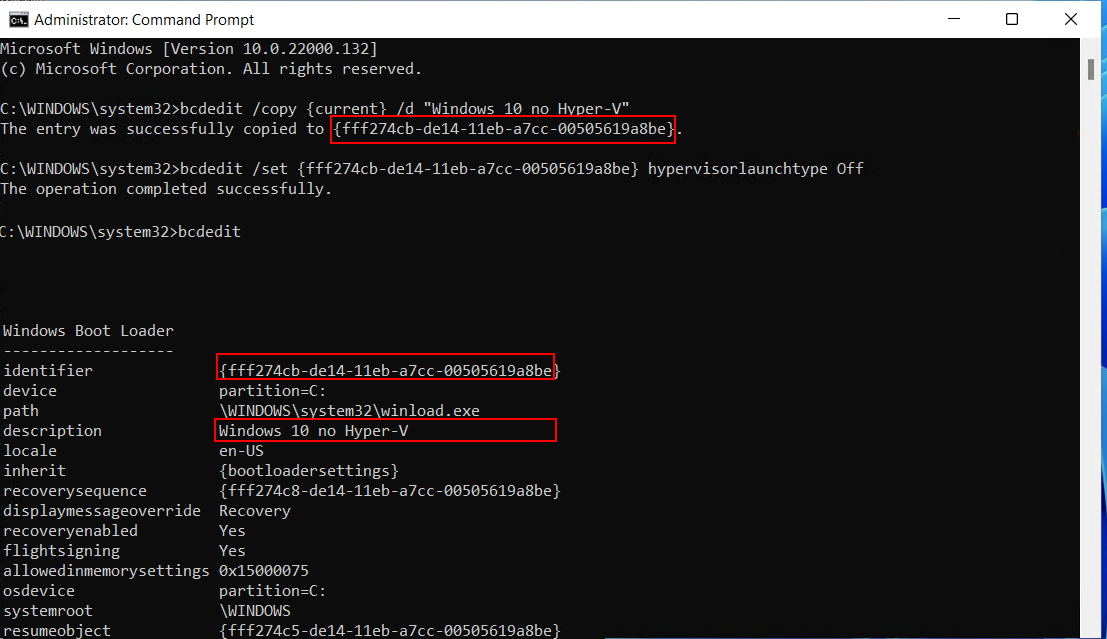 Administrator: Command Prompt
Microsoft Windows [Version 10.0.22000.132]
(c) Microsoft Corporation. All rights reserved.
C:\WINDOWS\system32>bcdedit /copy {current} /d "Windows 10 no Hyper-V"
The entry was successfully copied to {fff274cb-de14-11eb-a7cc-00505619a8be}.
C:\WINDOWS\system32>bcdedit /set {fff274cb-de14-11eb-a7cc-00505619a8be} hypervisorlaunchtype Off
The operation completed successfully.
C:\WINDOWS\system32>bcdedit
Windows Boot Loader
-------------------
identifier {fff274cb-de14-11eb-a7cc-00505619a8be}
device partition=C:
path \WINDOWS\system32\winload.exe
description Windows 10 no Hyper-V
locale en-US
inherit {bootloadersettings}
recoverysequence {fff274c8-de14-11eb-a7cc-00505619a8be}
displaymessageoverride Recovery
recoveryenabled Yes
flightsigning Yes
allowedinmemorysettings 0x15000075
osdevice partition=C:
systemroot \WINDOWS
resumeobject {fff274c5-de14-11eb-a7cc-00505619a8be}